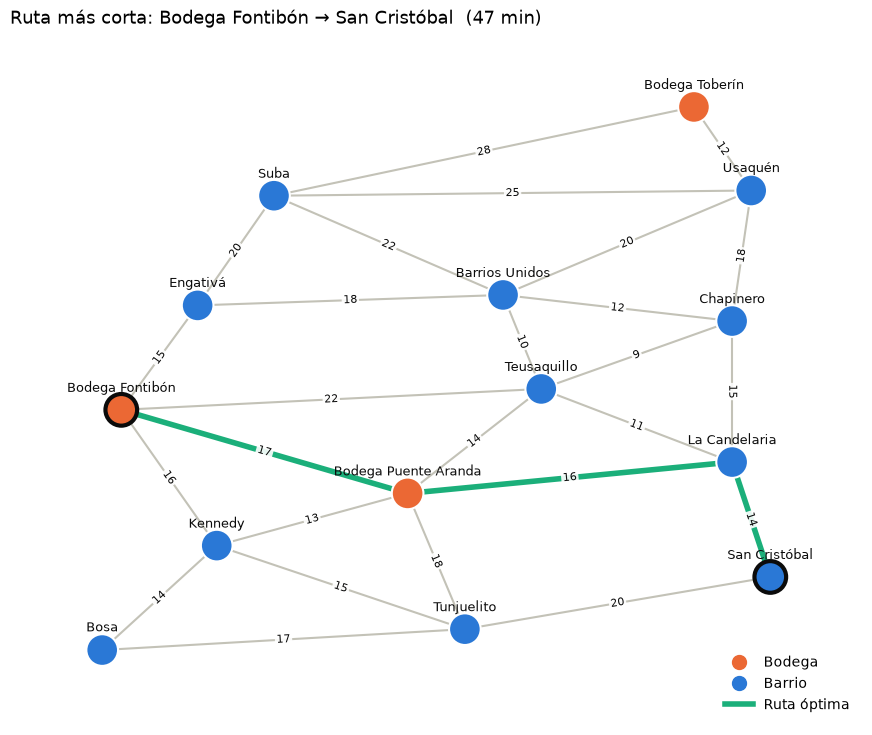 Ruta más corta: Bodega Fontibón → San Cristóbal  (47 min)
Bodega Toberín
12
28
Usaquén
Suba
25
20
22
20
18
Barrios Unidos
Engativá
18
12
Chapinero
10
15
9
Teusaquillo
Bodega Fontibón
22
15
11
14
La Candelaria
17
Bodega Puente Aranda
16
16
14
Kennedy
13
18
San Cristóbal
15
14
20
Tunjuelito
Bosa
17
Bodega
Barrio
Ruta óptima